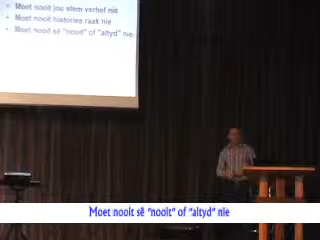 Moet nooit jou stem verhef nie
Moet nooit histories raak nie
Moet nooit sê "nooit" of "altyd" nie
Moet nooit sê "nooit" of "altyd" nie